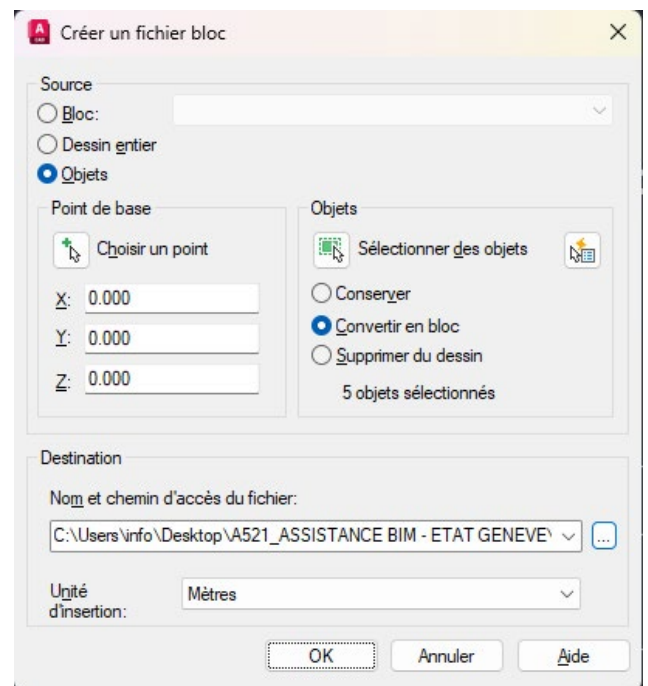 Créer un fichier bloc
Source
Bloc:
Dessin entier
Objets
Point de base
Choisir un point
X: 0.000
Y: 0.000
Z: 0.000
Objets
Sélectionner des objets
Conserver
Convertir en bloc
Supprimer du dessin
5 objets sélectionnés
Destination
Nom et chemin d'accès du fichier:
C:\Users\info\Desktop\A521_ASSISTANCE BIM - ETAT GENEVE\
...
Unité d'insertion:
Mètres
OK
Annuler
Aide